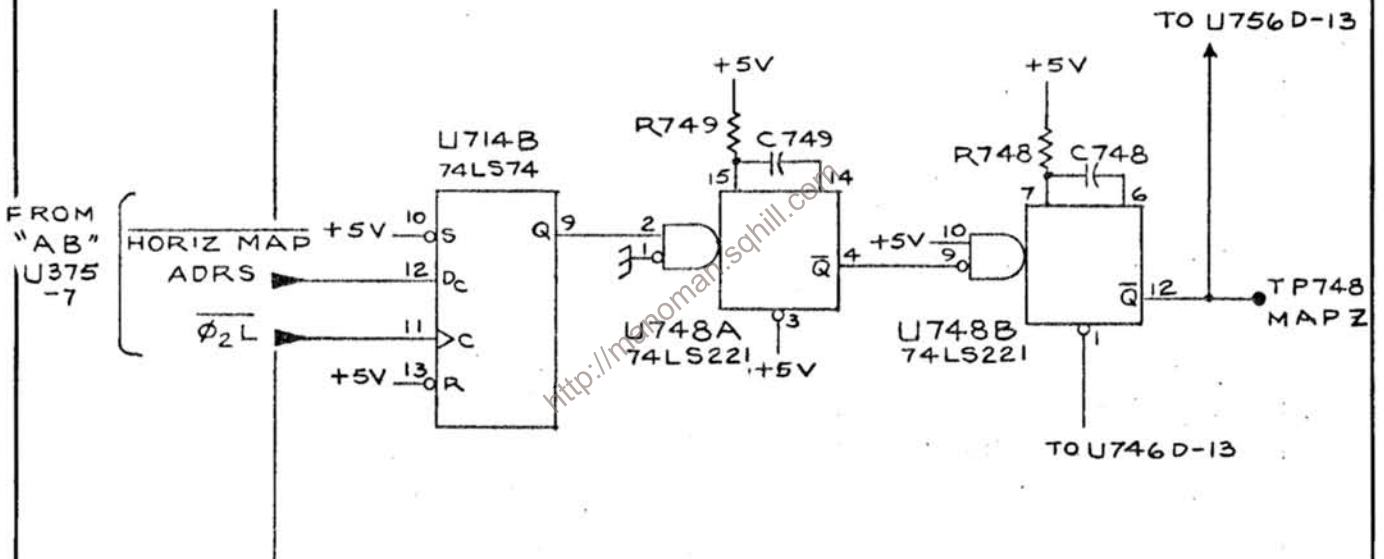 TO U756D-13
+5V
+5V
R749
C749
R748
C748
U714B
74LS74
15
14
7
6
FROM
"AB"
U375
-7
HORIZ MAP
ADRS
+5V
10
S
Q
9
2
1
+5V
10
9
12
DC
Q
4
Q
12
TP748
MAP Z
φ2L
11
C
3
+5V
U748A
74LS221
U748B
74LS221
1
+5V
13
R
TO U746D-13
http://manoman.sqhill.com